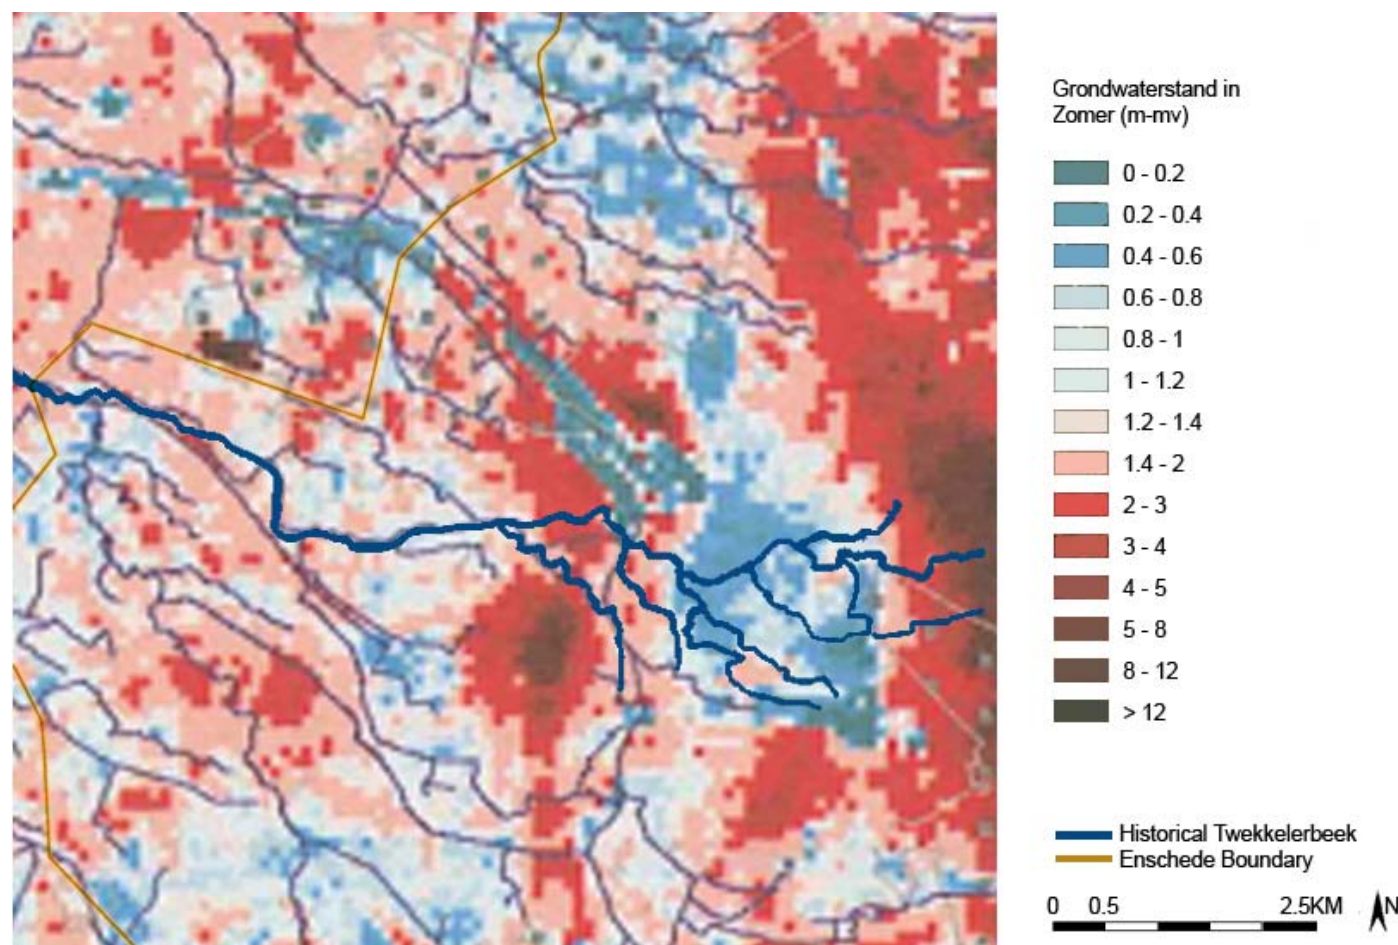 Grondwaterstand in
Zomer (m-mv)
0 - 0.2
0.2 - 0.4
0.4 - 0.6
0.6 - 0.8
0.8 - 1
1 - 1.2
1.2 - 1.4
1.4 - 2
2 - 3
3 - 4
4 - 5
5 - 8
8 - 12
> 12
Historical Twekkelerbeek
Enschede Boundary
0 0.5 2.5KM N